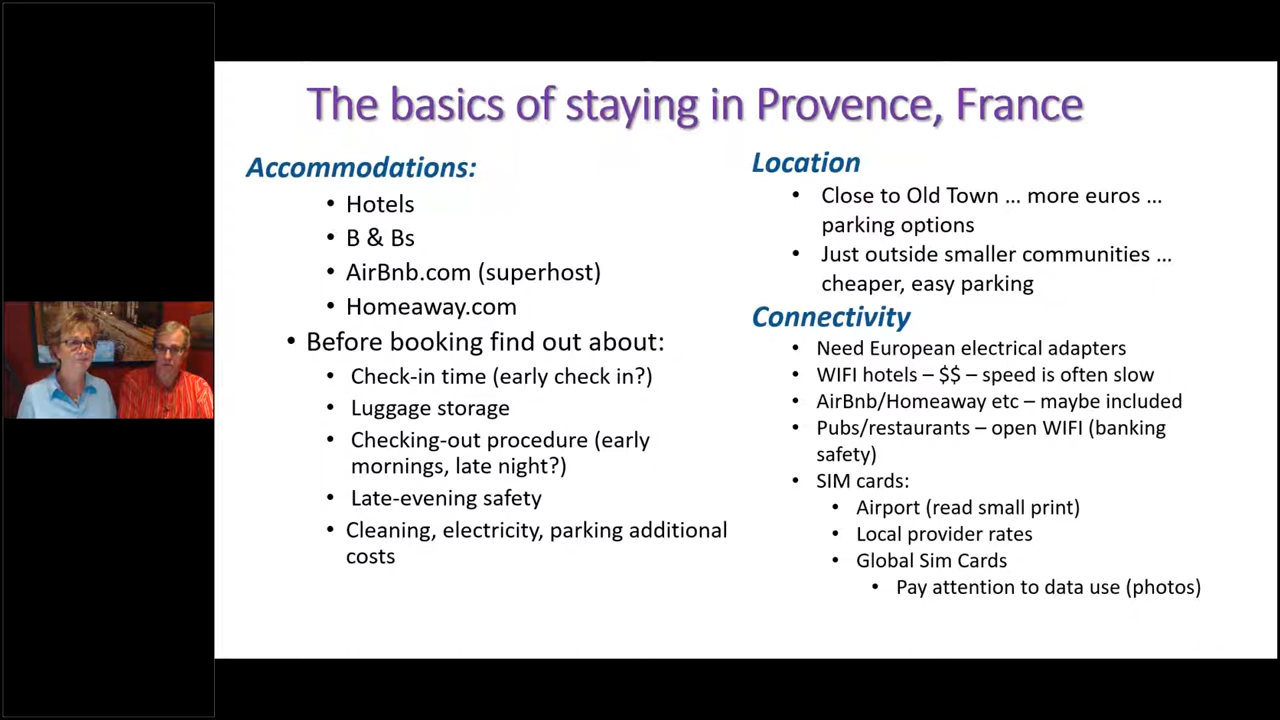 The basics of staying in Provence, France
Accommodations:
• Hotels
• B & Bs
• AirBnb.com (superhost)
• Homeaway.com
• Before booking find out about:
• Check-in time (early check in?)
• Luggage storage
• Checking-out procedure (early
mornings, late night?)
• Late-evening safety
• Cleaning, electricity, parking additional
costs
Location
• Close to Old Town ... more euros ...
parking options
• Just outside smaller communities ...
cheaper, easy parking
Connectivity
• Need European electrical adapters
• WIFI hotels – $$ – speed is often slow
• AirBnb/Homeaway etc – maybe included
• Pubs/restaurants – open WIFI (banking
safety)
• SIM cards:
• Airport (read small print)
• Local provider rates
• Global Sim Cards
• Pay attention to data use (photos)